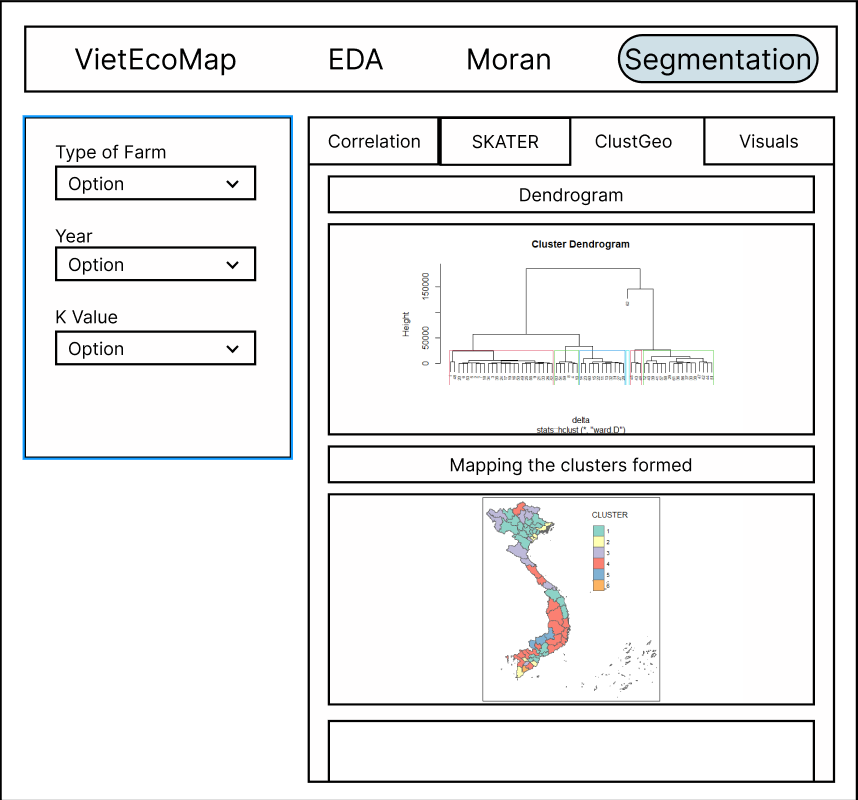 VietEcoMap EDA Moran Segmentation
Type of Farm
Option
Year
Option
K Value
Option
Correlation SKATER ClustGeo Visuals
Dendrogram
Cluster Dendrogram
Height
150000
50000
0
delta
stats::hclust (*, "ward.D")
Mapping the clusters formed
CLUSTER
1
2
3
4
5
6